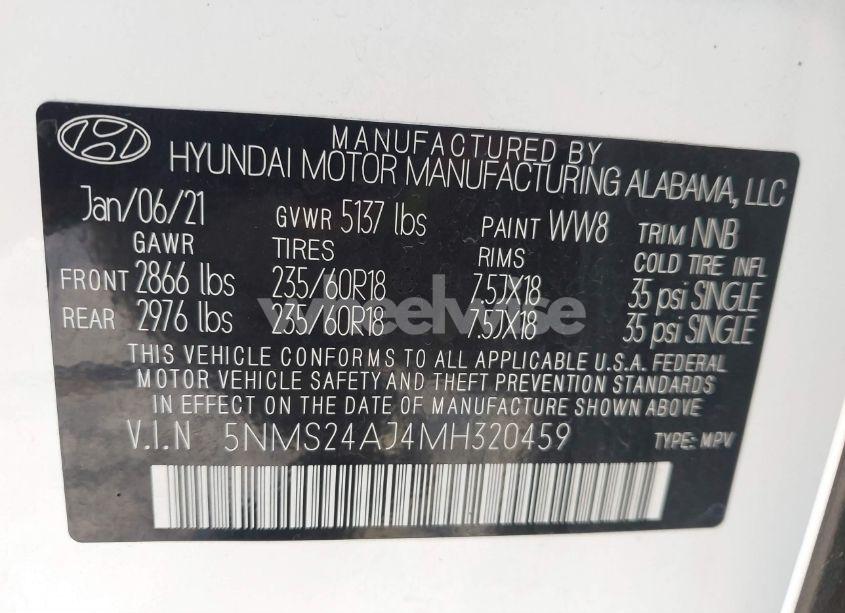 MANUFACTURED BY
HYUNDAI MOTOR MANUFACTURING ALABAMA, LLC
Jan/06/21 GVWR 5137 lbs PAINT WW8 TRIM NNB
GAWR TIRES RIMS COLD TIRE INFL
FRONT 2866 lbs 235/60R18 7.5JX18 35 psi SINGLE
REAR 2976 lbs 235/60R18 7.5JX18 35 psi SINGLE
wheelwise
THIS VEHICLE CONFORMS TO ALL APPLICABLE U.S.A. FEDERAL
MOTOR VEHICLE SAFETY AND THEFT PREVENTION STANDARDS
IN EFFECT ON THE DATE OF MANUFACTURE SHOWN ABOVE
V.I.N 5NMS24AJ4MH320459 TYPE: MPV